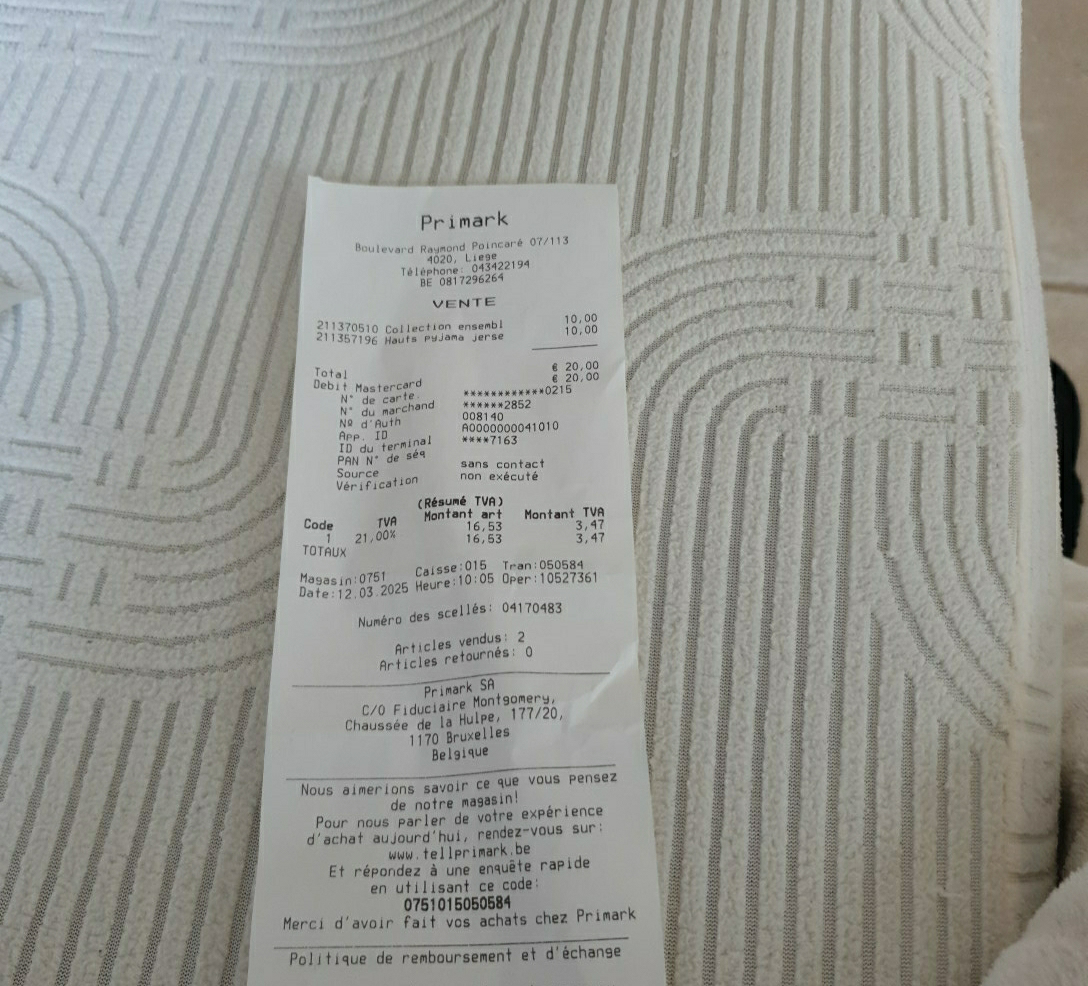 Primark
Boulevard Raymond Poincaré 07/113
4020, Liege
Téléphone: 043422194
BE 0817296264
VENTE
211370510 Collection ensembl 10,00
211357196 Hauts pyjama jerse 10,00
Total € 20,00
Debit Mastercard € 20,00
N° de carte ************0215
N° du marchand ******2852
Nº d'Auth 008140
App. ID A0000000041010
ID du terminal ****7163
PAN N° de séq
Source sans contact
Vérification non exécuté
(Résumé TVA)
Code TVA Montant art Montant TVA
1 21,00% 16,53 3,47
TOTAUX 16,53 3,47
Magasin:0751 Caisse:015 Tran:050584
Date:12.03.2025 Heure:10:05 Oper:10527361
Numéro des scellés: 04170483
Articles vendus: 2
Articles retournés: 0
Primark SA
C/O Fiduciaire Montgomery,
Chaussée de la Hulpe, 177/20,
1170 Bruxelles
Belgique
Nous aimerions savoir ce que vous pensez
de notre magasin!
Pour nous parler de votre expérience
d'achat aujourd'hui, rendez-vous sur:
www.tellprimark.be
Et répondez à une enquête rapide
en utilisant ce code:
0751015050584
Merci d'avoir fait vos achats chez Primark
Politique de remboursement et d'échange